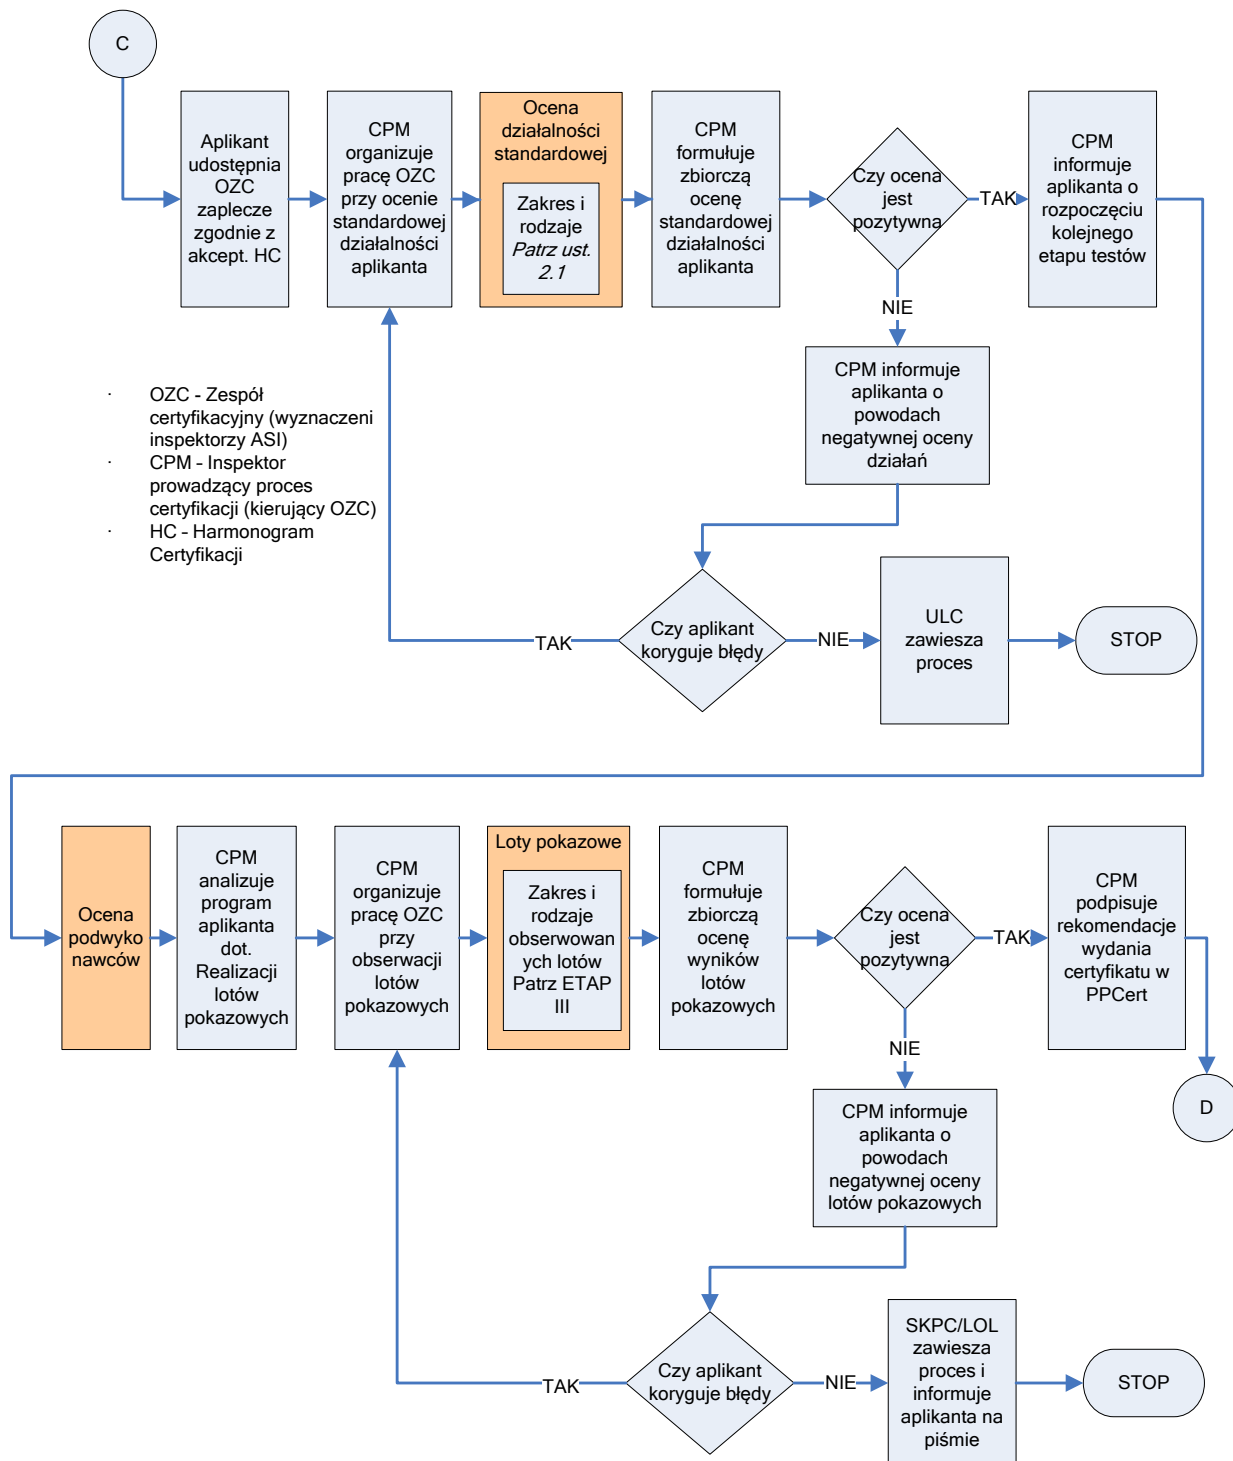 C
Aplikant
udostępnia
OZC
zaplecze
zgodnie z
akcept. HC
CPM
organizuje
pracę OZC
przy ocenie
standardowej
działalności
aplikanta
Ocena
działalności
standardowej
Zakres i
rodzaje
Patrz ust.
2.1
CPM
formułuje
zbiorczą
ocenę
standardowej
działalności
aplikanta
Czy ocena
jest
pozytywna
TAK
CPM
informuje
aplikanta o
rozpoczęciu
kolejnego
etapu testów
NIE
CPM informuje
aplikanta o
powodach
negatywnej oceny
działań
· OZC - Zespół
certyfikacyjny (wyznaczeni
inspektorzy ASI)
· CPM – Inspektor
prowadzący proces
certyfikacji (kierujący OZC)
· HC – Harmonogram
Certyfikacji
Czy aplikant
koryguje błędy
TAK
NIE
ULC
zawiesza
proces
STOP
Ocena
podwyko
nawców
CPM
analizuje
program
aplikanta
dot.
Realizacji
lotów
pokazowych
CPM
organizuje
pracę OZC
przy
obserwacji
lotów
pokazowych
Loty pokazowe
Zakres i
rodzaje
obserwowan
ych lotów
Patrz ETAP
III
CPM
formułuje
zbiorczą
ocenę
wyników
lotów
pokazowych
Czy ocena
jest
pozytywna
TAK
CPM
podpisuje
rekomendacje
wydania
certyfikatu w
PPCert
D
NIE
CPM informuje
aplikanta o
powodach
negatywnej oceny
lotów pokazowych
Czy aplikant
koryguje błędy
TAK
NIE
SKPC/LOL
zawiesza
proces i
informuje
aplikanta na
piśmie
STOP